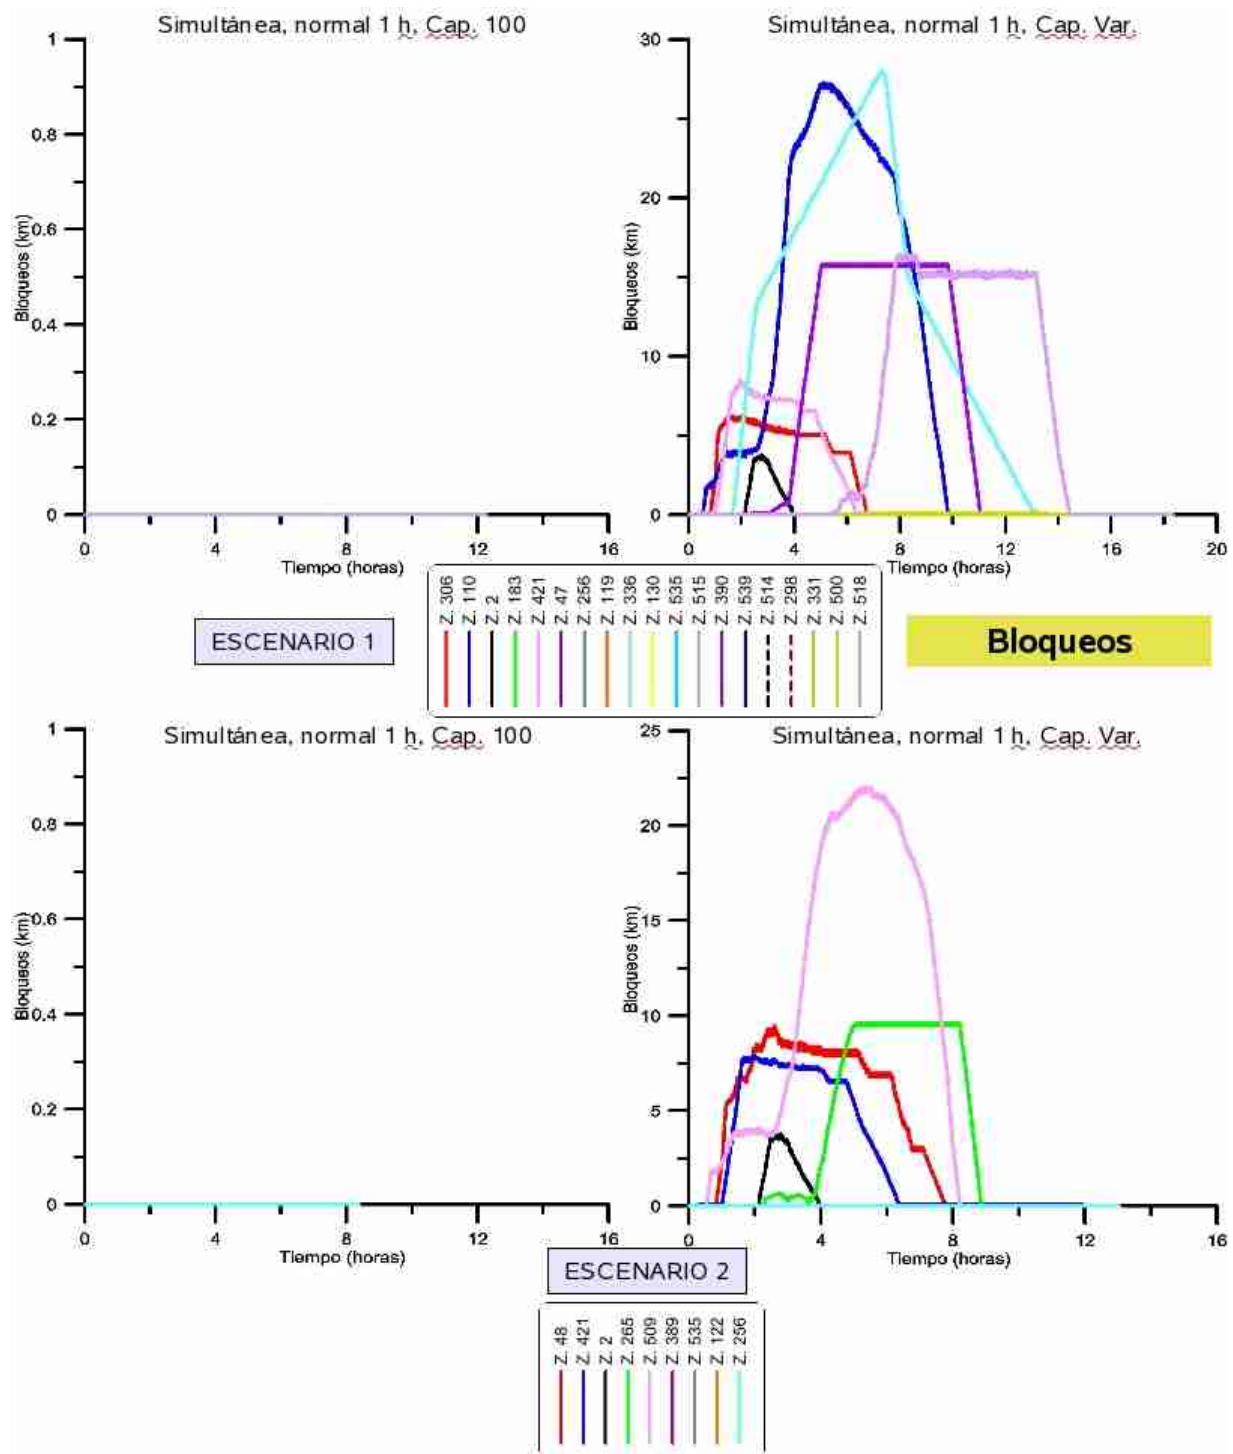 Simultánea, normal 1 h, Cap. 100
1
0.8
0.6
0.4
0.2
0
Bloqueos (km)
0 4 8 12 16
Tiempo (horas)
Simultánea, normal 1 h, Cap. Var.
30
20
10
0
Bloqueos (km)
0 4 8 12 16 20
Tiempo (horas)
ESCENARIO 1
Z. 306
Z. 110
Z. 2
Z. 183
Z. 421
Z. 47
Z. 256
Z. 119
Z. 336
Z. 130
Z. 535
Z. 515
Z. 390
Z. 539
Z. 514
Z. 298
Z. 331
Z. 500
Z. 518
Bloqueos
Simultánea, normal 1 h, Cap. 100
1
0.8
0.6
0.4
0.2
0
Bloqueos (km)
0 4 8 12 16
Tiempo (horas)
Simultánea, normal 1 h, Cap. Var.
25
20
15
10
5
0
Bloqueos (km)
0 4 8 12 16
Tiempo (horas)
ESCENARIO 2
Z. 48
Z. 421
Z. 2
Z. 265
Z. 509
Z. 389
Z. 535
Z. 122
Z. 256